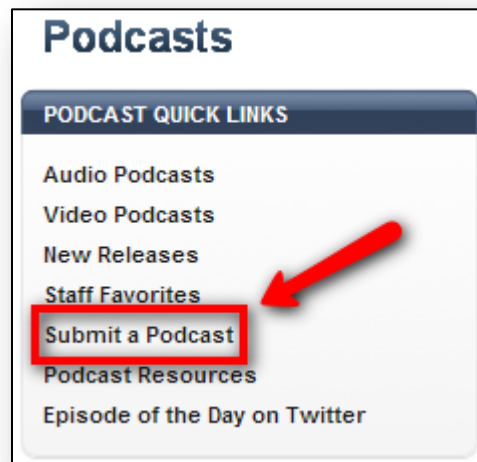 Podcasts
PODCAST QUICK LINKS
Audio Podcasts
Video Podcasts
New Releases
Staff Favorites
Submit a Podcast
Podcast Resources
Episode of the Day on Twitter